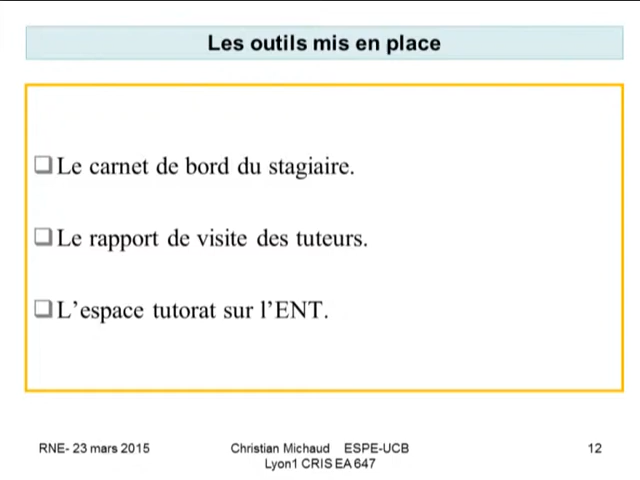 Les outils mis en place
Le carnet de bord du stagiaire.
Le rapport de visite des tuteurs.
L’espace tutorat sur l’ENT.
RNE- 23 mars 2015
Christian Michaud ESPE-UCB
Lyon1 CRIS EA 647
12